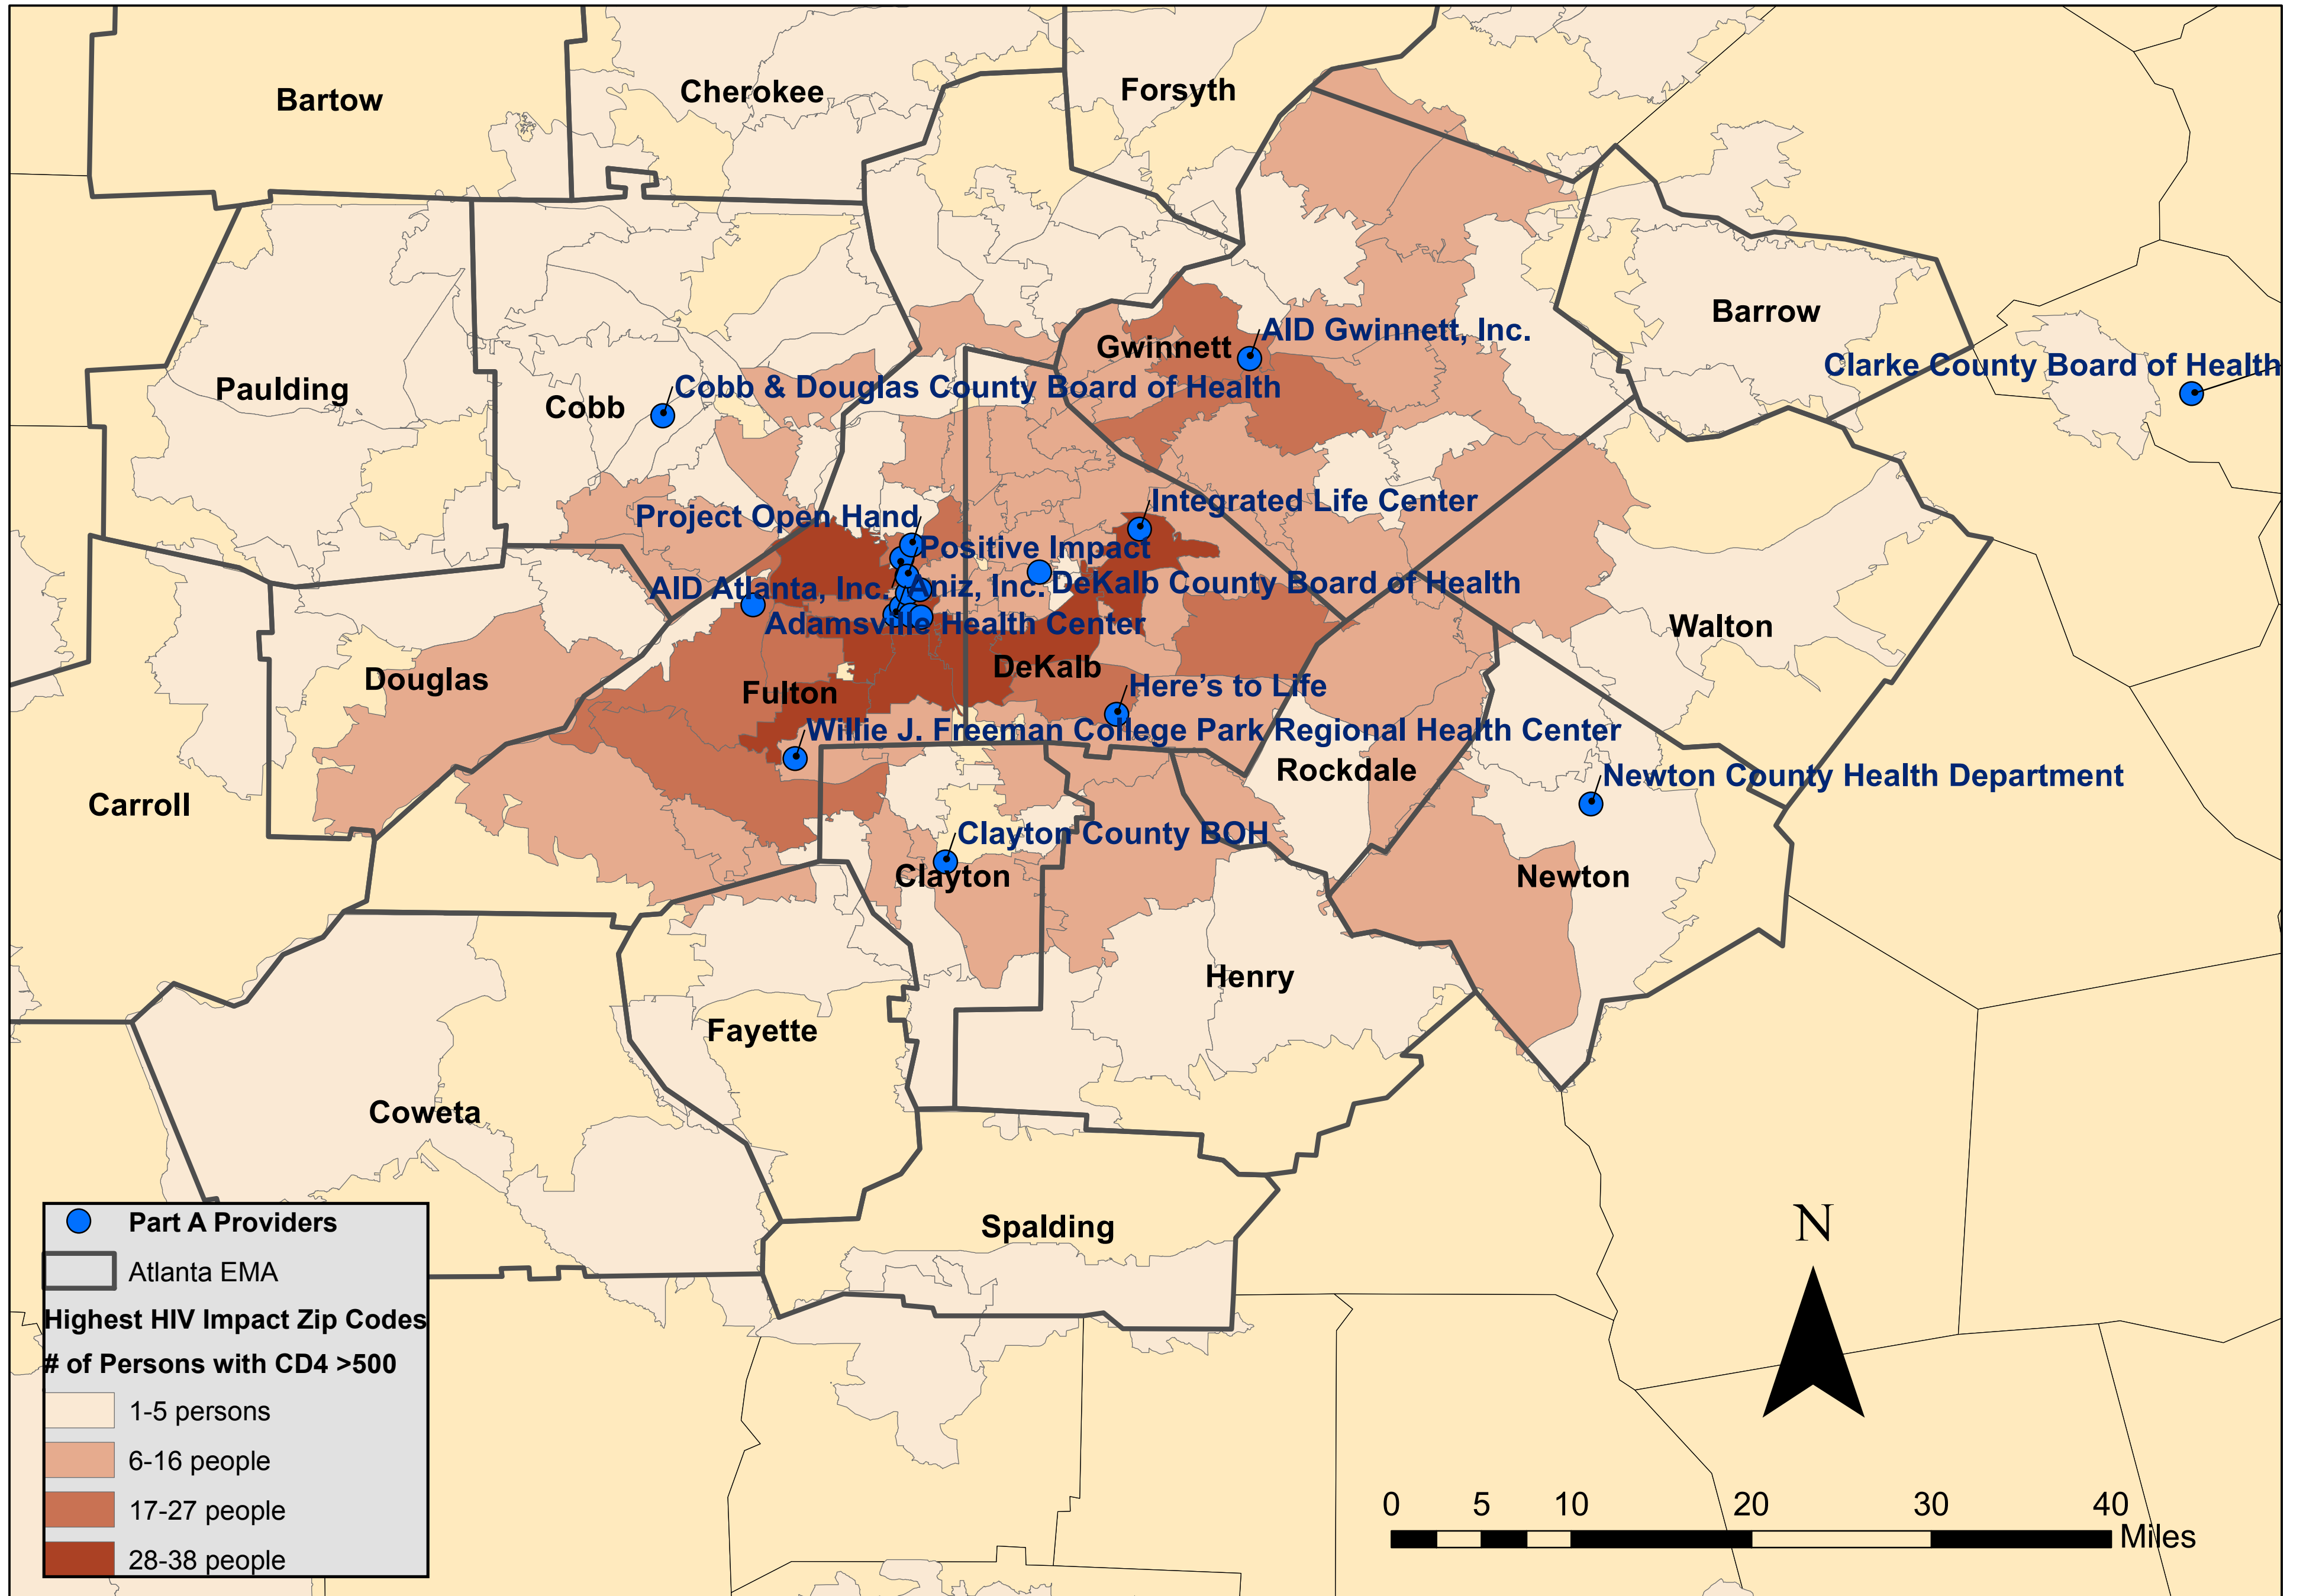 Bartow
Cherokee
Forsyth
Barrow
Gwinnett
AID Gwinnett, Inc.
Clarke County Board of Health
Paulding
Cobb
Cobb & Douglas County Board of Health
Integrated Life Center
Project Open Hand
Positive Impact
AID Atlanta, Inc.
Aniz, Inc.
DeKalb County Board of Health
Adamsville Health Center
Walton
DeKalb
Douglas
Fulton
Here’s to Life
Willie J. Freeman College Park Regional Health Center
Rockdale
Newton County Health Department
Carroll
Clayton County BOH
Clayton
Newton
Henry
Fayette
Coweta
Spalding
N
Part A Providers
Atlanta EMA
Highest HIV Impact Zip Codes
# of Persons with CD4 >500
1-5 persons
6-16 people
17-27 people
28-38 people
0 5 10 20 30 40
Miles